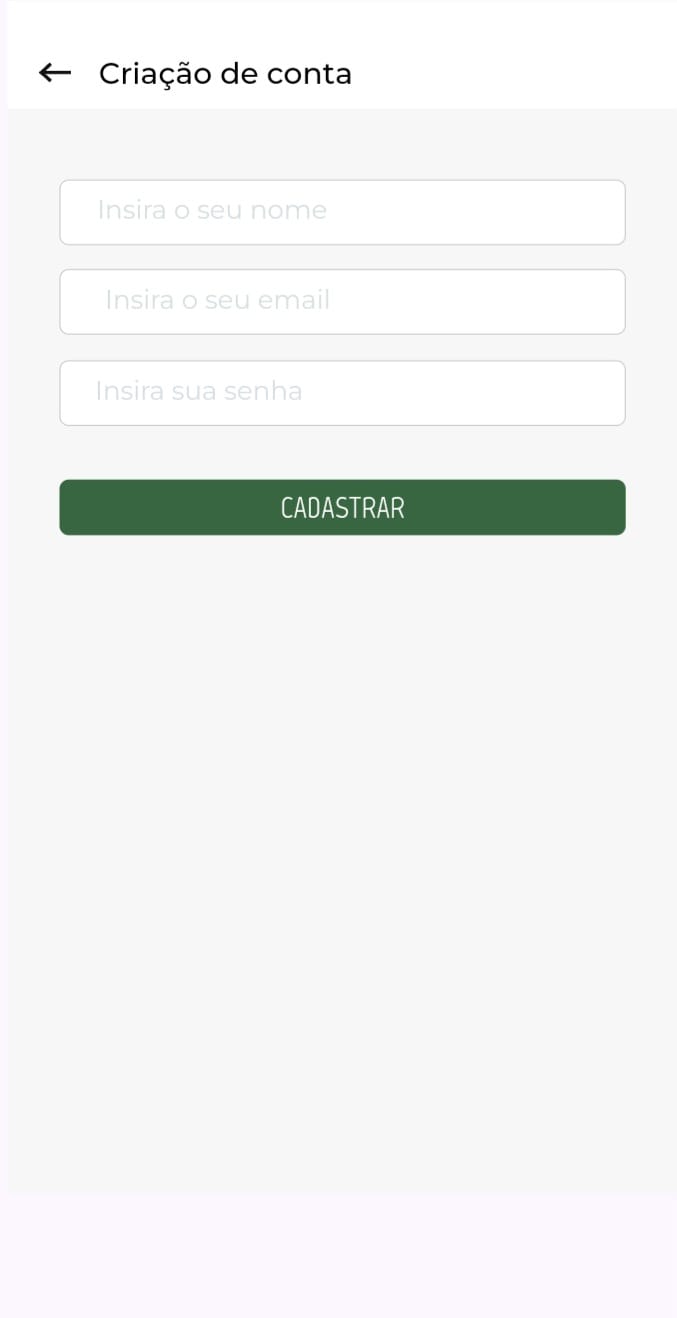 Criação de conta
Insira o seu nome
Insira o seu email
Insira sua senha
CADASTRAR